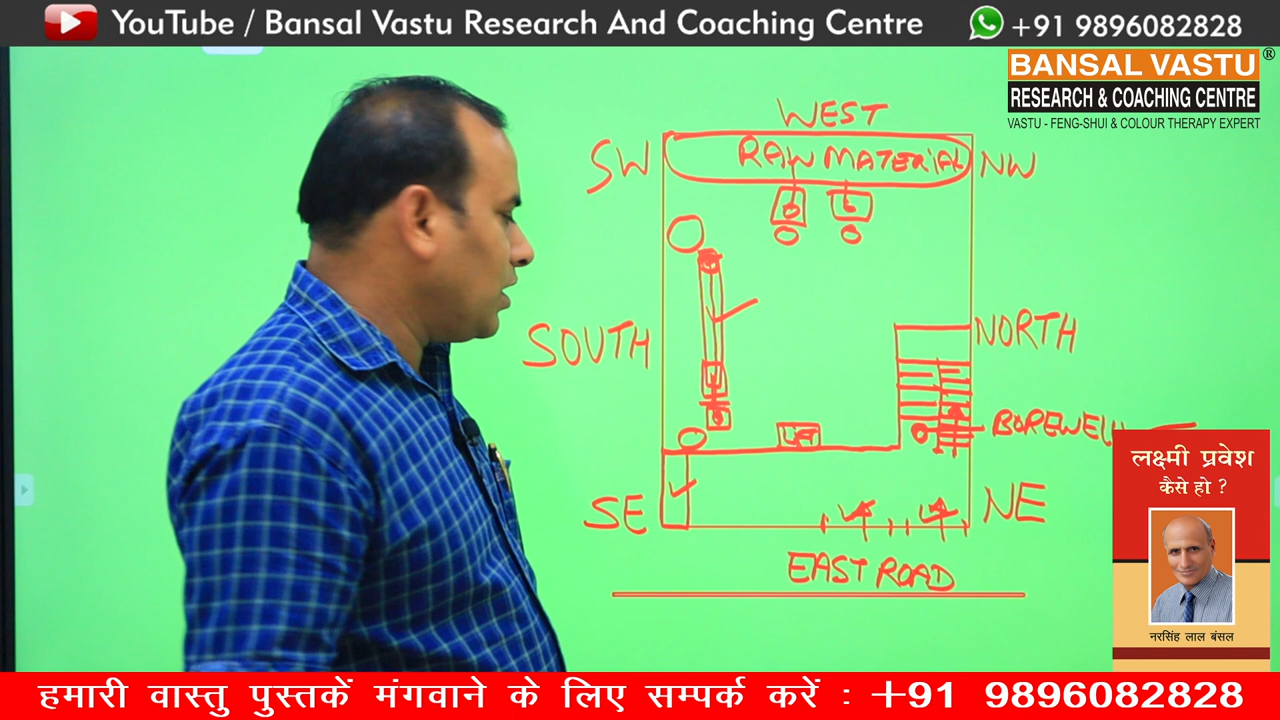 YouTube / Bansal Vastu Research And Coaching Centre
+91 9896082828
BANSAL VASTU®
RESEARCH & COACHING CENTRE
VASTU - FENG-SHUI & COLOUR THERAPY EXPERT
WEST
SW
RAW MATERIAL
NW
SOUTH
NORTH
BOREWELL
SE
NE
EAST ROAD
लक्ष्मी प्रवेश
कैसे हो ?
नरसिंह लाल बंसल
हमारी वास्तु पुस्तकें मंगवाने के लिए सम्पर्क करें : +91 9896082828